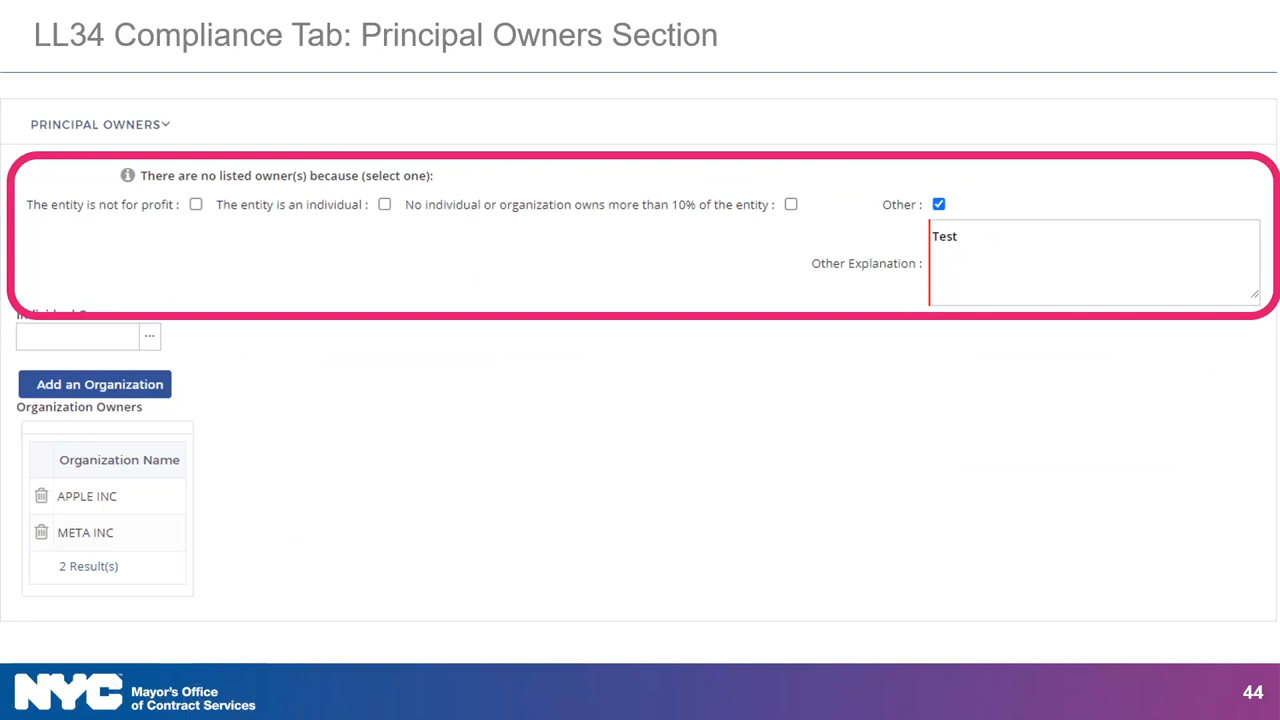 LL34 Compliance Tab: Principal Owners Section
PRINCIPAL OWNERS
There are no listed owner(s) because (select one):
The entity is not for profit : The entity is an individual : No individual or organization owns more than 10% of the entity : Other :
Test
Other Explanation :
...
Add an Organization
Organization Owners
Organization Name
APPLE INC
META INC
2 Result(s)
NYC Mayor's Office
of Contract Services
44